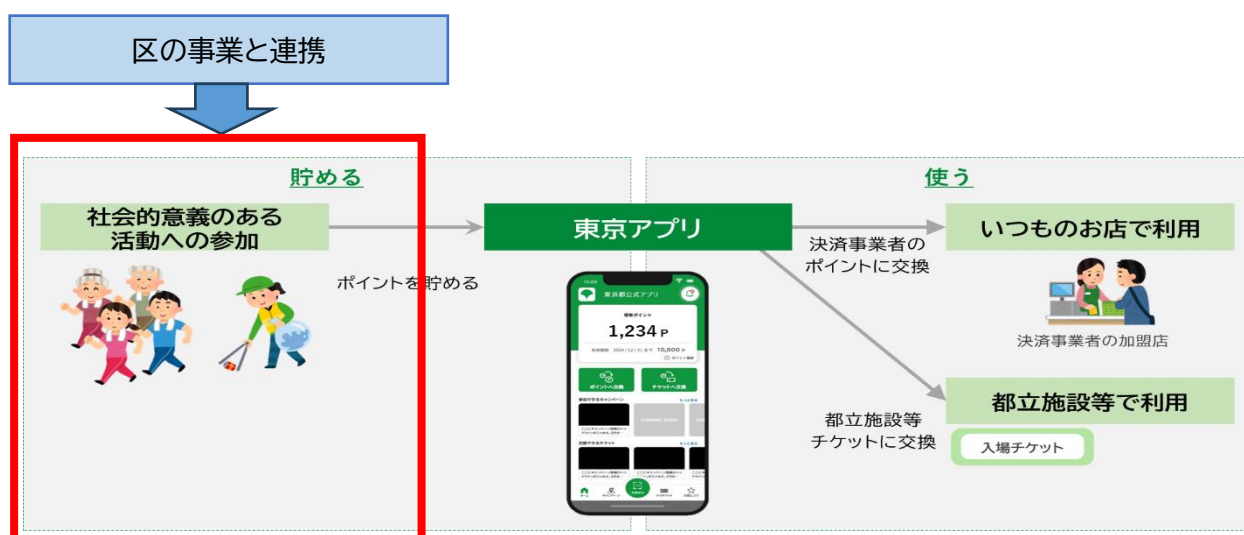 区の事業と連携
貯める
使う
社会的意義のある
活動への参加
ポイントを貯める
東京アプリ
決済事業者の
ポイントに交換
いつものお店で利用
決済事業者の加盟店
都立施設等
チケットに交換
都立施設等で利用
入場チケット
東京都公式アプリ
1,234 P
10,000 P
ポイントへ交換
チケットへ交換
COMING SOON